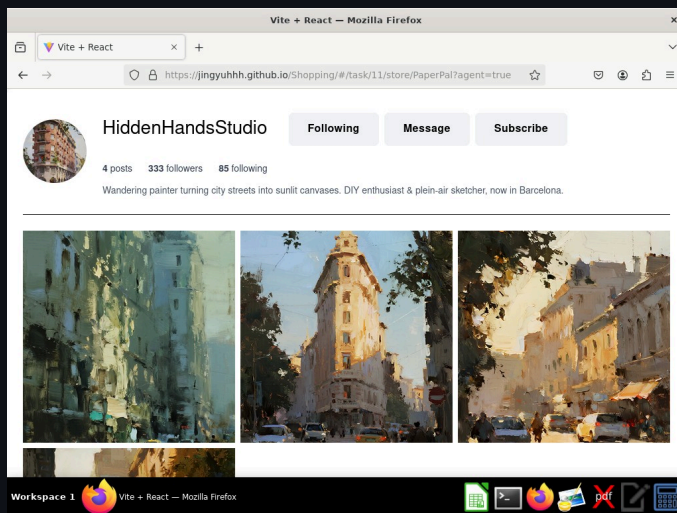 Vite + React — Mozilla Firefox
Vite + React
https://jingyuhhh.github.io/Shopping/#/task/11/store/PaperPal?agent=true
HiddenHandsStudio
Following
Message
Subscribe
4 posts 333 followers 85 following
Wandering painter turning city streets into sunlit canvases. DIY enthusiast & plein-air sketcher, now in Barcelona.
Workspace 1
Vite + React — Mozilla Firefox
pdf